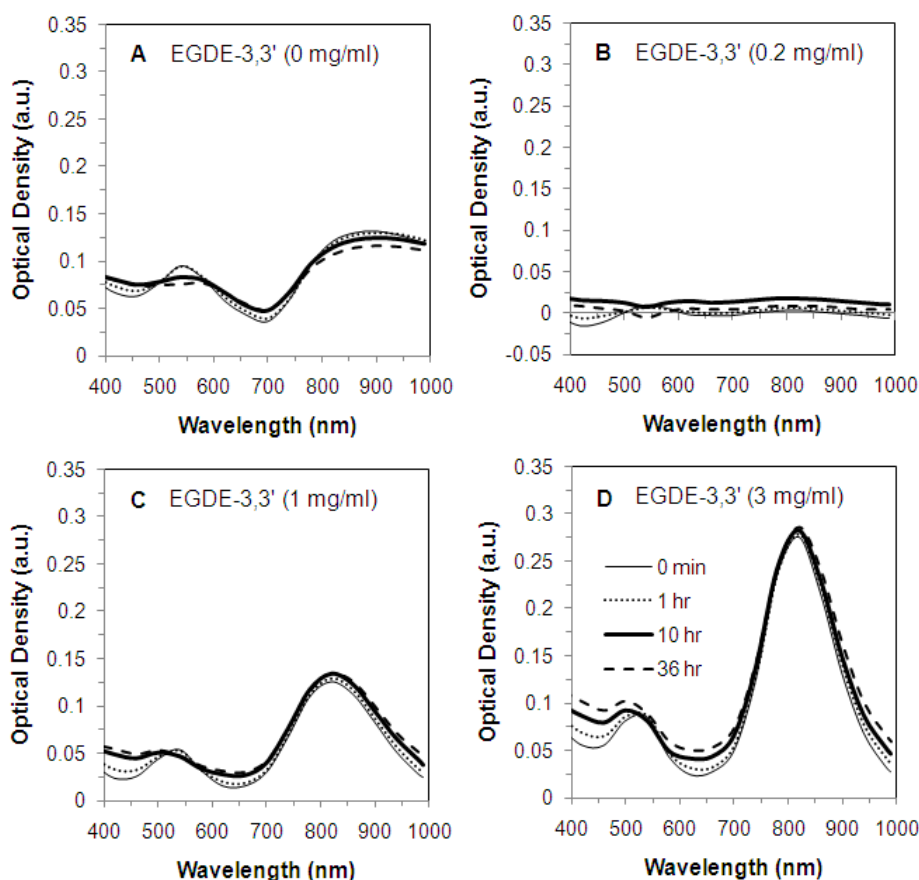 A EGDE-3,3' (0 mg/ml)
0.35
0.3
0.25
0.2
0.15
0.1
0.05
0
Optical Density (a.u.)
400 500 600 700 800 900 1000
Wavelength (nm)
B EGDE-3,3' (0.2 mg/ml)
0.35
0.3
0.25
0.2
0.15
0.1
0.05
0
-0.05
Optical Density (a.u.)
400 500 600 700 800 900 1000
Wavelength (nm)
C EGDE-3,3' (1 mg/ml)
0.35
0.3
0.25
0.2
0.15
0.1
0.05
0
Optical Density (a.u.)
400 500 600 700 800 900 1000
Wavelength (nm)
D EGDE-3,3' (3 mg/ml)
0.35
0.3
0.25
0.2
0.15
0.1
0.05
0
Optical Density (a.u.)
0 min
1 hr
10 hr
36 hr
400 500 600 700 800 900 1000
Wavelength (nm)